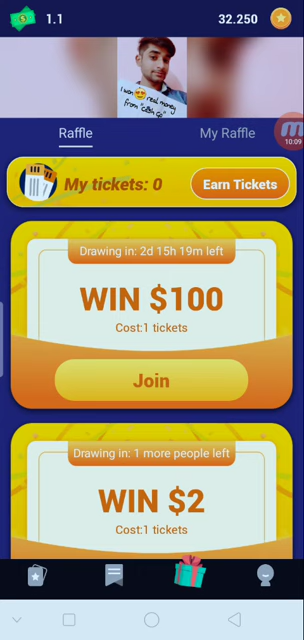 1.1
32.250
I won 😍 real money
from "cash go"
Raffle
My Raffle
10:09
My tickets: 0
Earn Tickets
Drawing in: 2d 15h 19m left
WIN $100
Cost:1 tickets
Join
Drawing in: 1 more people left
WIN $2
Cost:1 tickets